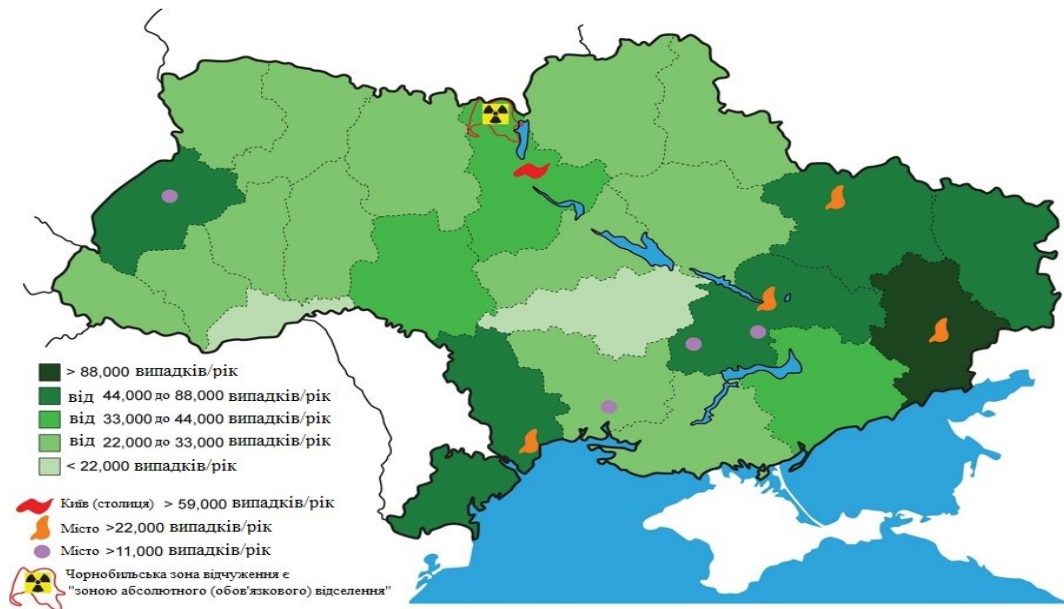 > 88,000 випадків/рік
від 44,000 до 88,000 випадків/рік
від 33,000 до 44,000 випадків/рік
від 22,000 до 33,000 випадків/рік
< 22,000 випадків/рік
Київ (столиця) > 59,000 випадків/рік
Місто >22,000 випадків/рік
Місто >11,000 випадків/рік
Чорнобильська зона відчуження є
"зоною абсолютного (обов'язкового) відселення"